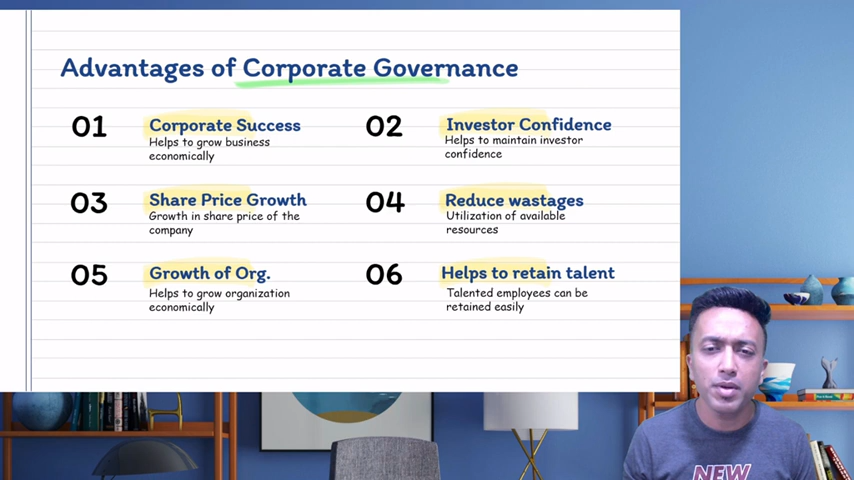 Advantages of Corporate Governance
01
Corporate Success
Helps to grow business
economically
02
Investor Confidence
Helps to maintain investor
confidence
03
Share Price Growth
Growth in share price of the
company
04
Reduce wastages
Utilization of available
resources
05
Growth of Org.
Helps to grow organization
economically
06
Helps to retain talent
Talented employees can be
retained easily
NEW